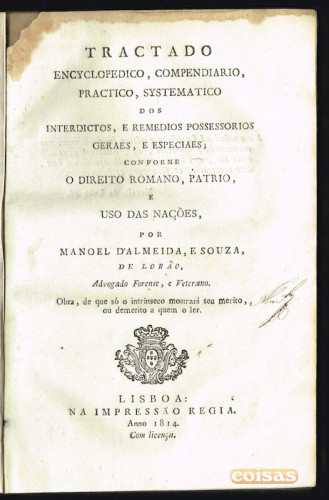 TRACTADO
ENCYCLOPEDICO, COMPENDIARIO,
PRACTICO, SYSTEMATICO
DOS
INTERDICTOS, E REMEDIOS POSSESSORIOS
GERAES, E ESPECIAES;
CONFORME
O DIREITO ROMANO, PATRIO,
E
USO DAS NAÇÕES,
POR
MANOEL D'ALMEIDA, E SOUZA,
DE LOBÃO,
Advogado Forense, e Veterano.
Obra, de que só o intrinseco mostrará seu merito,
ou demerito a quem o ler.
LISBOA:
NA IMPRESSÃO REGIA.
Anno 1814.
Com licença.
coisas